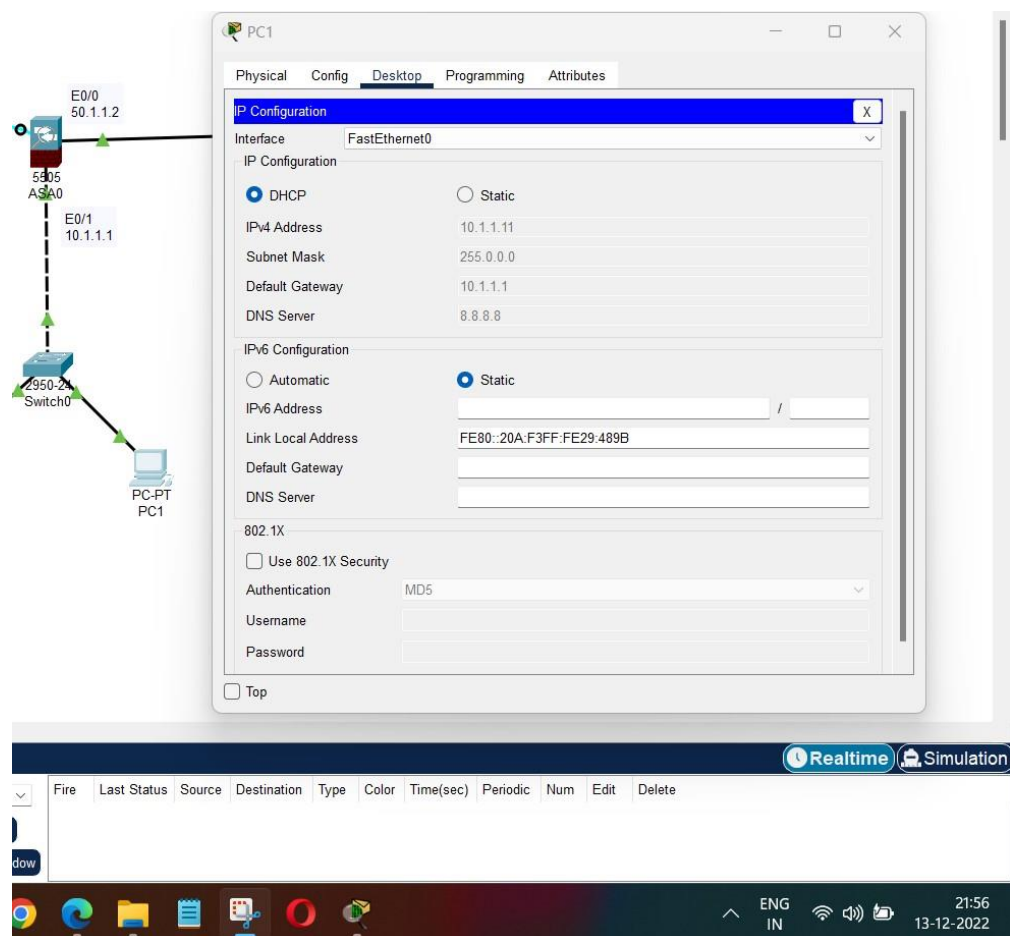 PC1
Physical Config Desktop Programming Attributes
IP Configuration X
Interface FastEthernet0
IP Configuration
DHCP Static
IPv4 Address 10.1.1.11
Subnet Mask 255.0.0.0
Default Gateway 10.1.1.1
DNS Server 8.8.8.8
IPv6 Configuration
Automatic Static
IPv6 Address /
Link Local Address FE80::20A:F3FF:FE29:489B
Default Gateway
DNS Server
802.1X
Use 802.1X Security
Authentication MD5
Username
Password
Top
E0/0
50.1.1.2
5505
ASA0
E0/1
10.1.1.1
2950-24
Switch0
PC-PT
PC1
Realtime Simulation
Fire Last Status Source Destination Type Color Time(sec) Periodic Num Edit Delete
dow
ENG
IN
21:56
13-12-2022